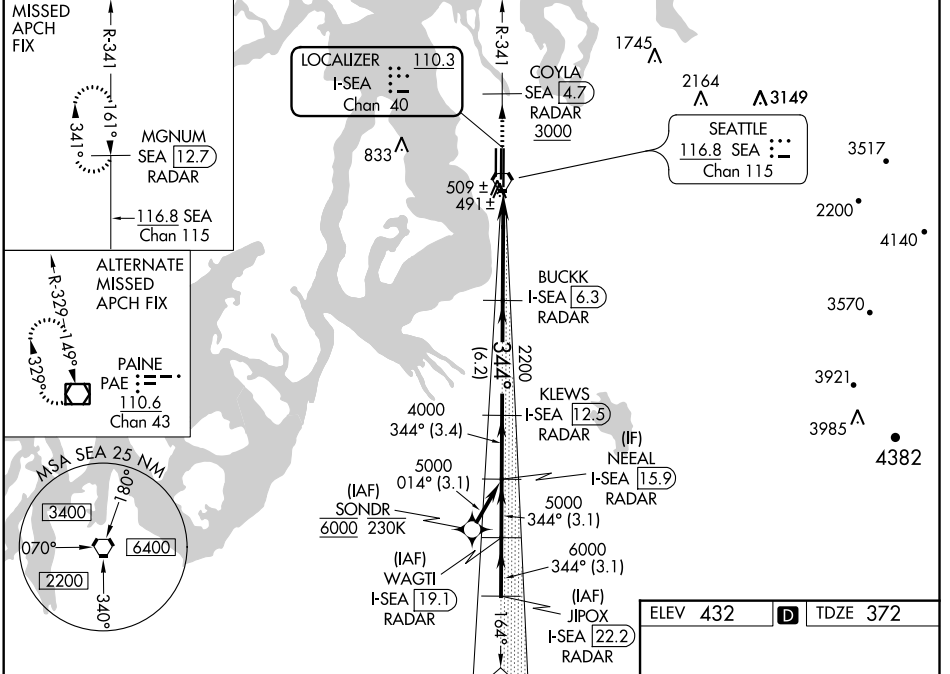 MISSED
APCH
FIX
R-341
161°
341°
MGNUM
SEA 12.7
RADAR
116.8 SEA
Chan 115
ALTERNATE
MISSED
APCH FIX
R-329
149°
329°
PAINE
PAE
110.6
Chan 43
MSA SEA 25 NM
180°
3400
070°
6400
2200
340°
LOCALIZER 110.3
I-SEA
Chan 40
R-341
COYLA
SEA 4.7
RADAR
3000
1745
2164
3149
833
SEATTLE
116.8 SEA
Chan 115
3517
509 ±
491±
2200
4140
BUCKK
I-SEA 6.3
RADAR
3570
2200
344°
(6.2)
3921
KLEWS
I-SEA 12.5
RADAR
3985
4382
4000
344° (3.4)
(IF)
NEEAL
I-SEA 15.9
RADAR
5000
014° (3.1)
(IAF)
SONDR
6000 230K
5000
344° (3.1)
(IAF)
WAGTI
I-SEA 19.1
RADAR
6000
344° (3.1)
(IAF)
JIPOX
I-SEA 22.2
RADAR
164°
ELEV 432 D TDZE 372